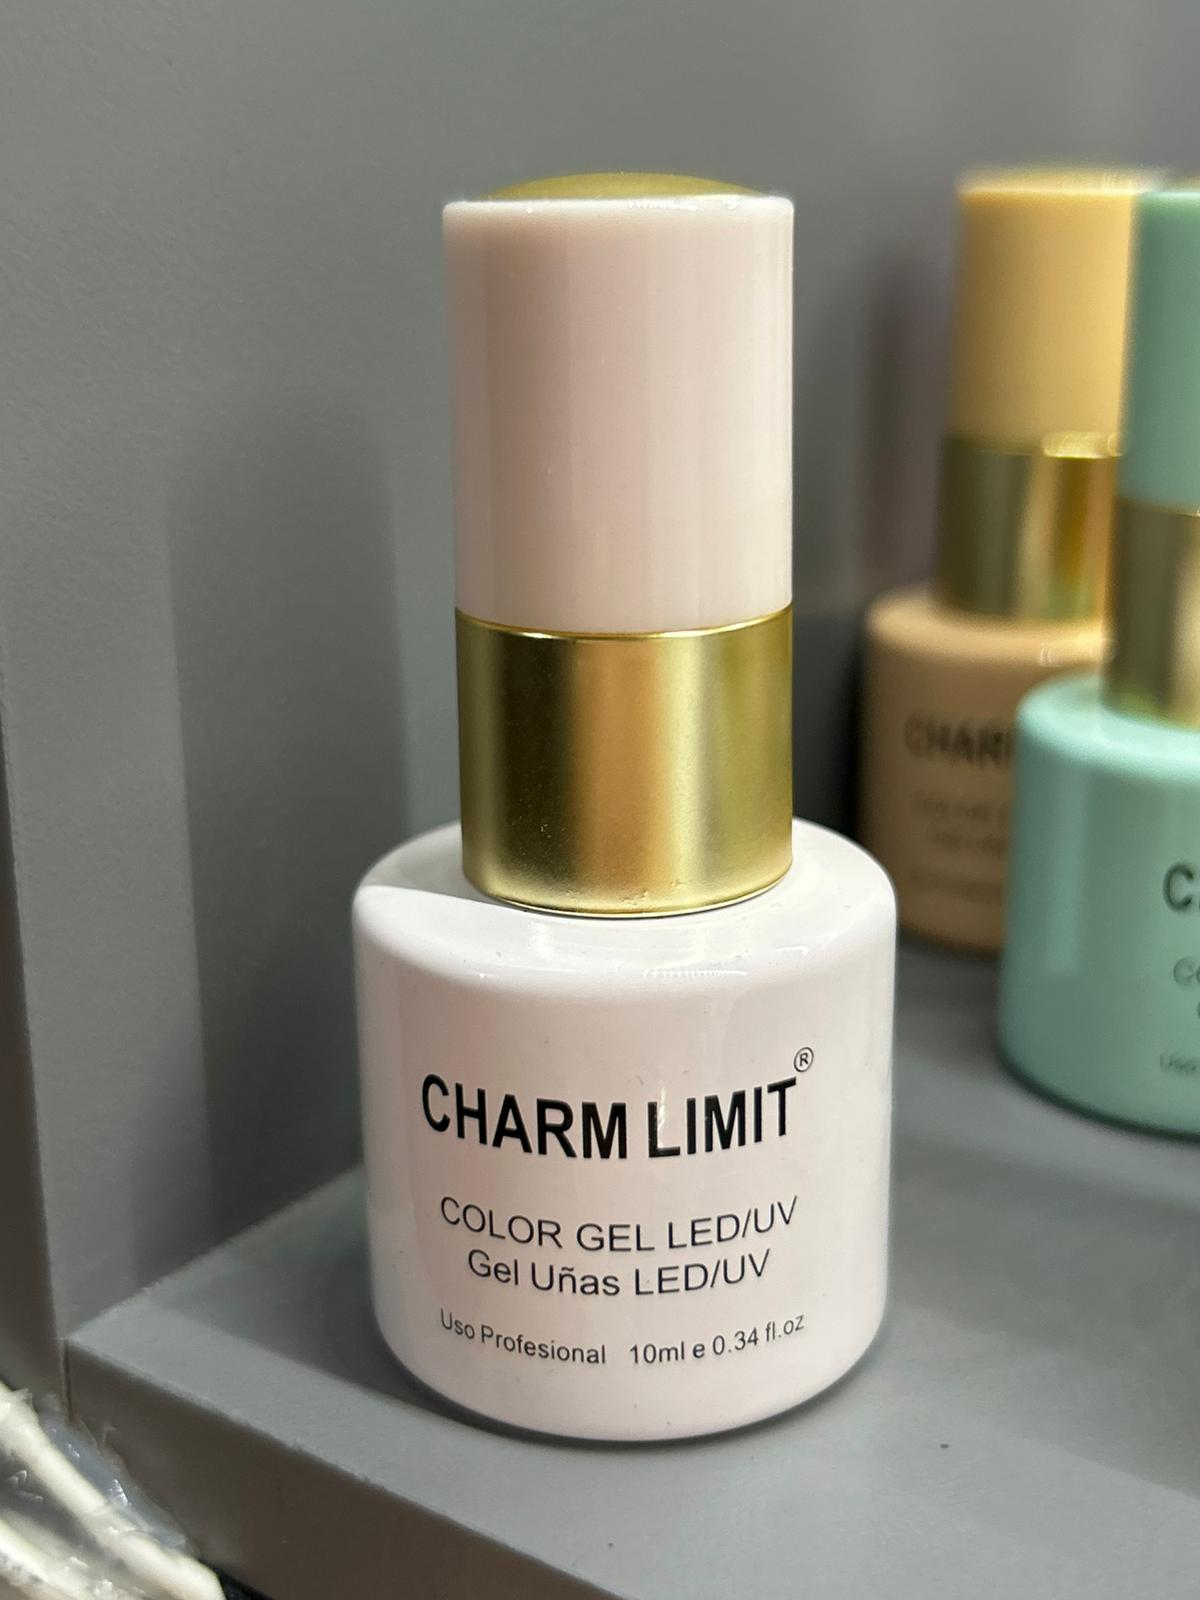 CHARM LIMIT®
COLOR GEL LED/UV
Gel Uñas LED/UV
Uso Profesional 10ml e 0.34 fl.oz